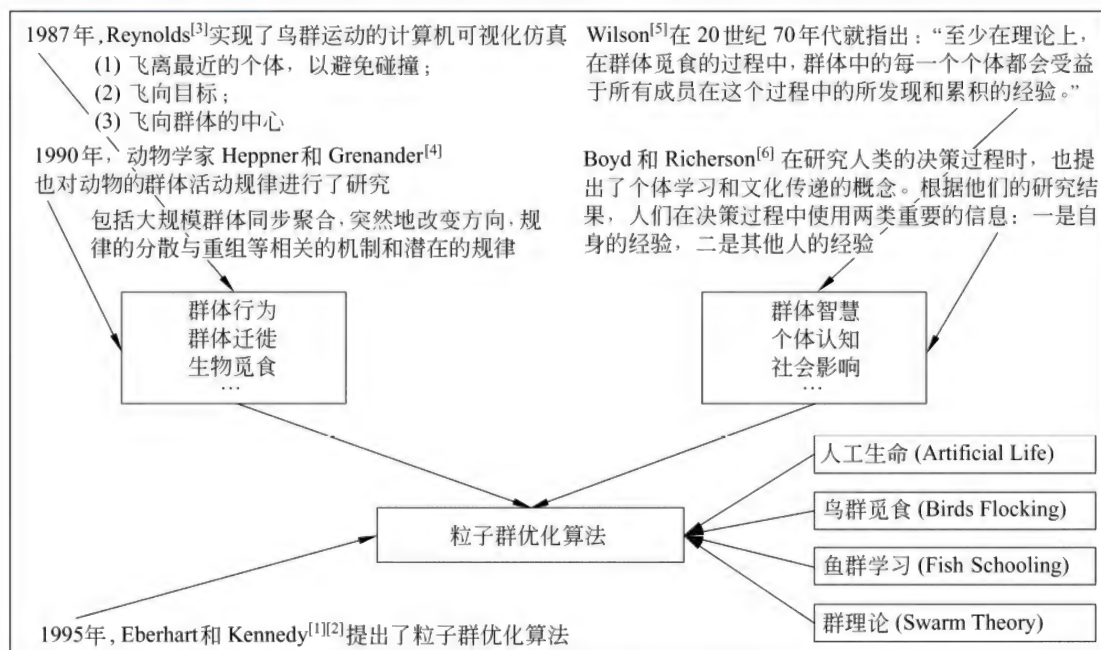 1987年, Reynolds[3]实现了鸟群运动的计算机可视化仿真
(1) 飞离最近的个体，以避免碰撞；
(2) 飞向目标；
(3) 飞向群体的中心
1990年，动物学家 Heppner和 Grenander[4]
也对动物的群体活动规律进行了研究
包括大规模群体同步聚合，突然地改变方向，规
律的分散与重组等相关的机制和潜在的规律
群体行为
群体迁徙
生物觅食
…
Wilson[5]在 20世纪 70年代就指出：“至少在理论上，
在群体觅食的过程中，群体中的每一个个体都会受益
于所有成员在这个过程中的所发现和累积的经验。”
Boyd 和 Richerson[6] 在研究人类的决策过程时，也提
出了个体学习和文化传递的概念。根据他们的研究结
果，人们在决策过程中使用两类重要的信息：一是自
身的经验，二是其他人的经验
群体智慧
个体认知
社会影响
…
粒子群优化算法
人工生命 (Artificial Life)
鸟群觅食 (Birds Flocking)
鱼群学习 (Fish Schooling)
群理论 (Swarm Theory)
1995年, Eberhart和 Kennedy[1][2]提出了粒子群优化算法